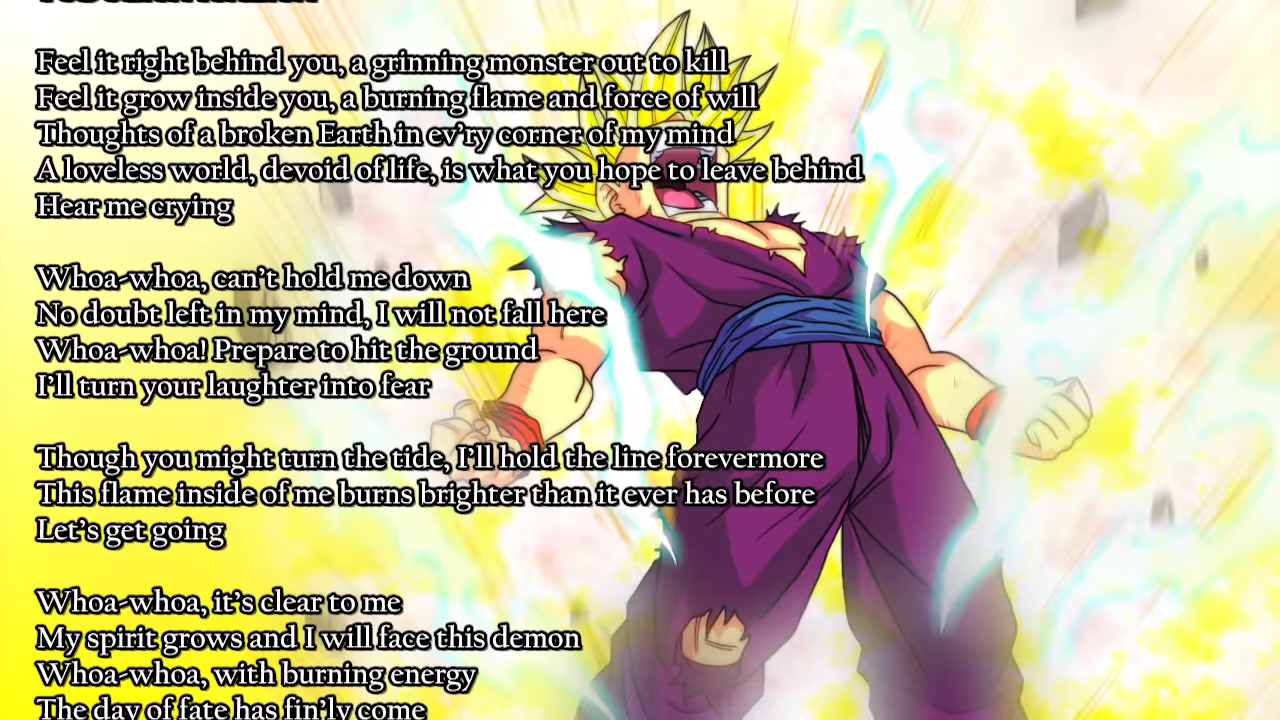 Feel it right behind you, a grinning monster out to kill
Feel it grow inside you, a burning flame and force of will
Thoughts of a broken Earth in ev'ry corner of my mind
A loveless world, devoid of life, is what you hope to leave behind
Hear me crying
Whoa-whoa, can't hold me down
No doubt left in my mind, I will not fall here
Whoa-whoa! Prepare to hit the ground
I'll turn your laughter into fear
Though you might turn the tide, I'll hold the line forevermore
This flame inside of me burns brighter than it ever has before
Let's get going
Whoa-whoa, it's clear to me
My spirit grows and I will face this demon
Whoa-whoa, with burning energy
The day of fate has fin'ly come